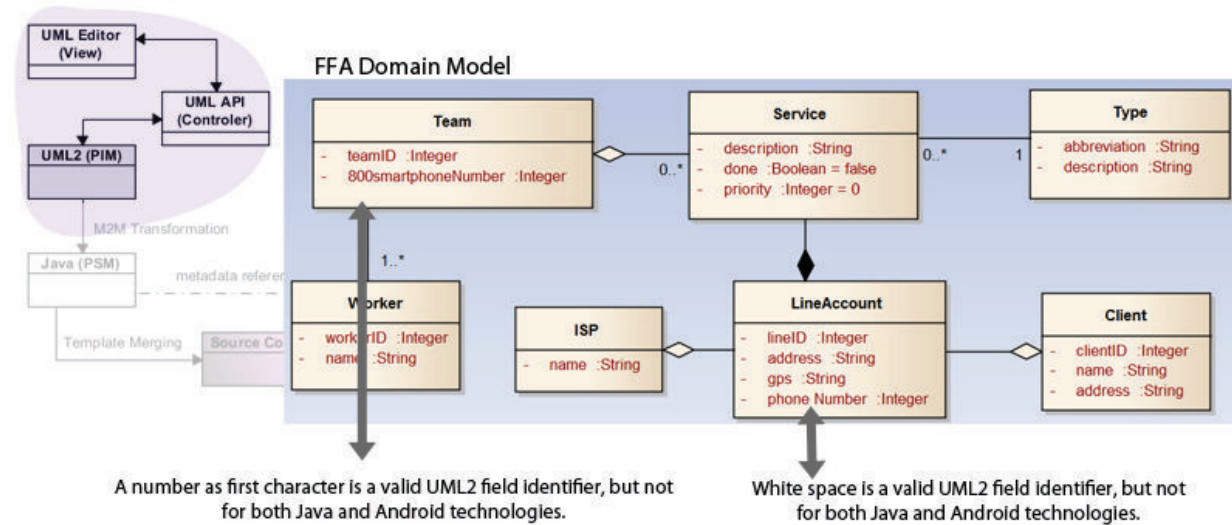 UML Editor
(View)
UML API
(Controler)
UML2 (PIM)
M2M Transformation
Java (PSM)
metadata refere
Template Merging
Source Co
FFA Domain Model
Team
- teamID :Integer
- 800smartphoneNumber :Integer
0..*
Service
- description :String
- done :Boolean = false
- priority :Integer = 0
0..*
1
Type
- abbreviation :String
- description :String
1..*
Worker
- workerID :Integer
- name :String
ISP
- name :String
LineAccount
- lineID :Integer
- address :String
- gps :String
- phone Number :Integer
Client
- clientID :Integer
- name :String
- address :String
A number as first character is a valid UML2 field identifier, but not
for both Java and Android technologies.
White space is a valid UML2 field identifier, but not
for both Java and Android technologies.